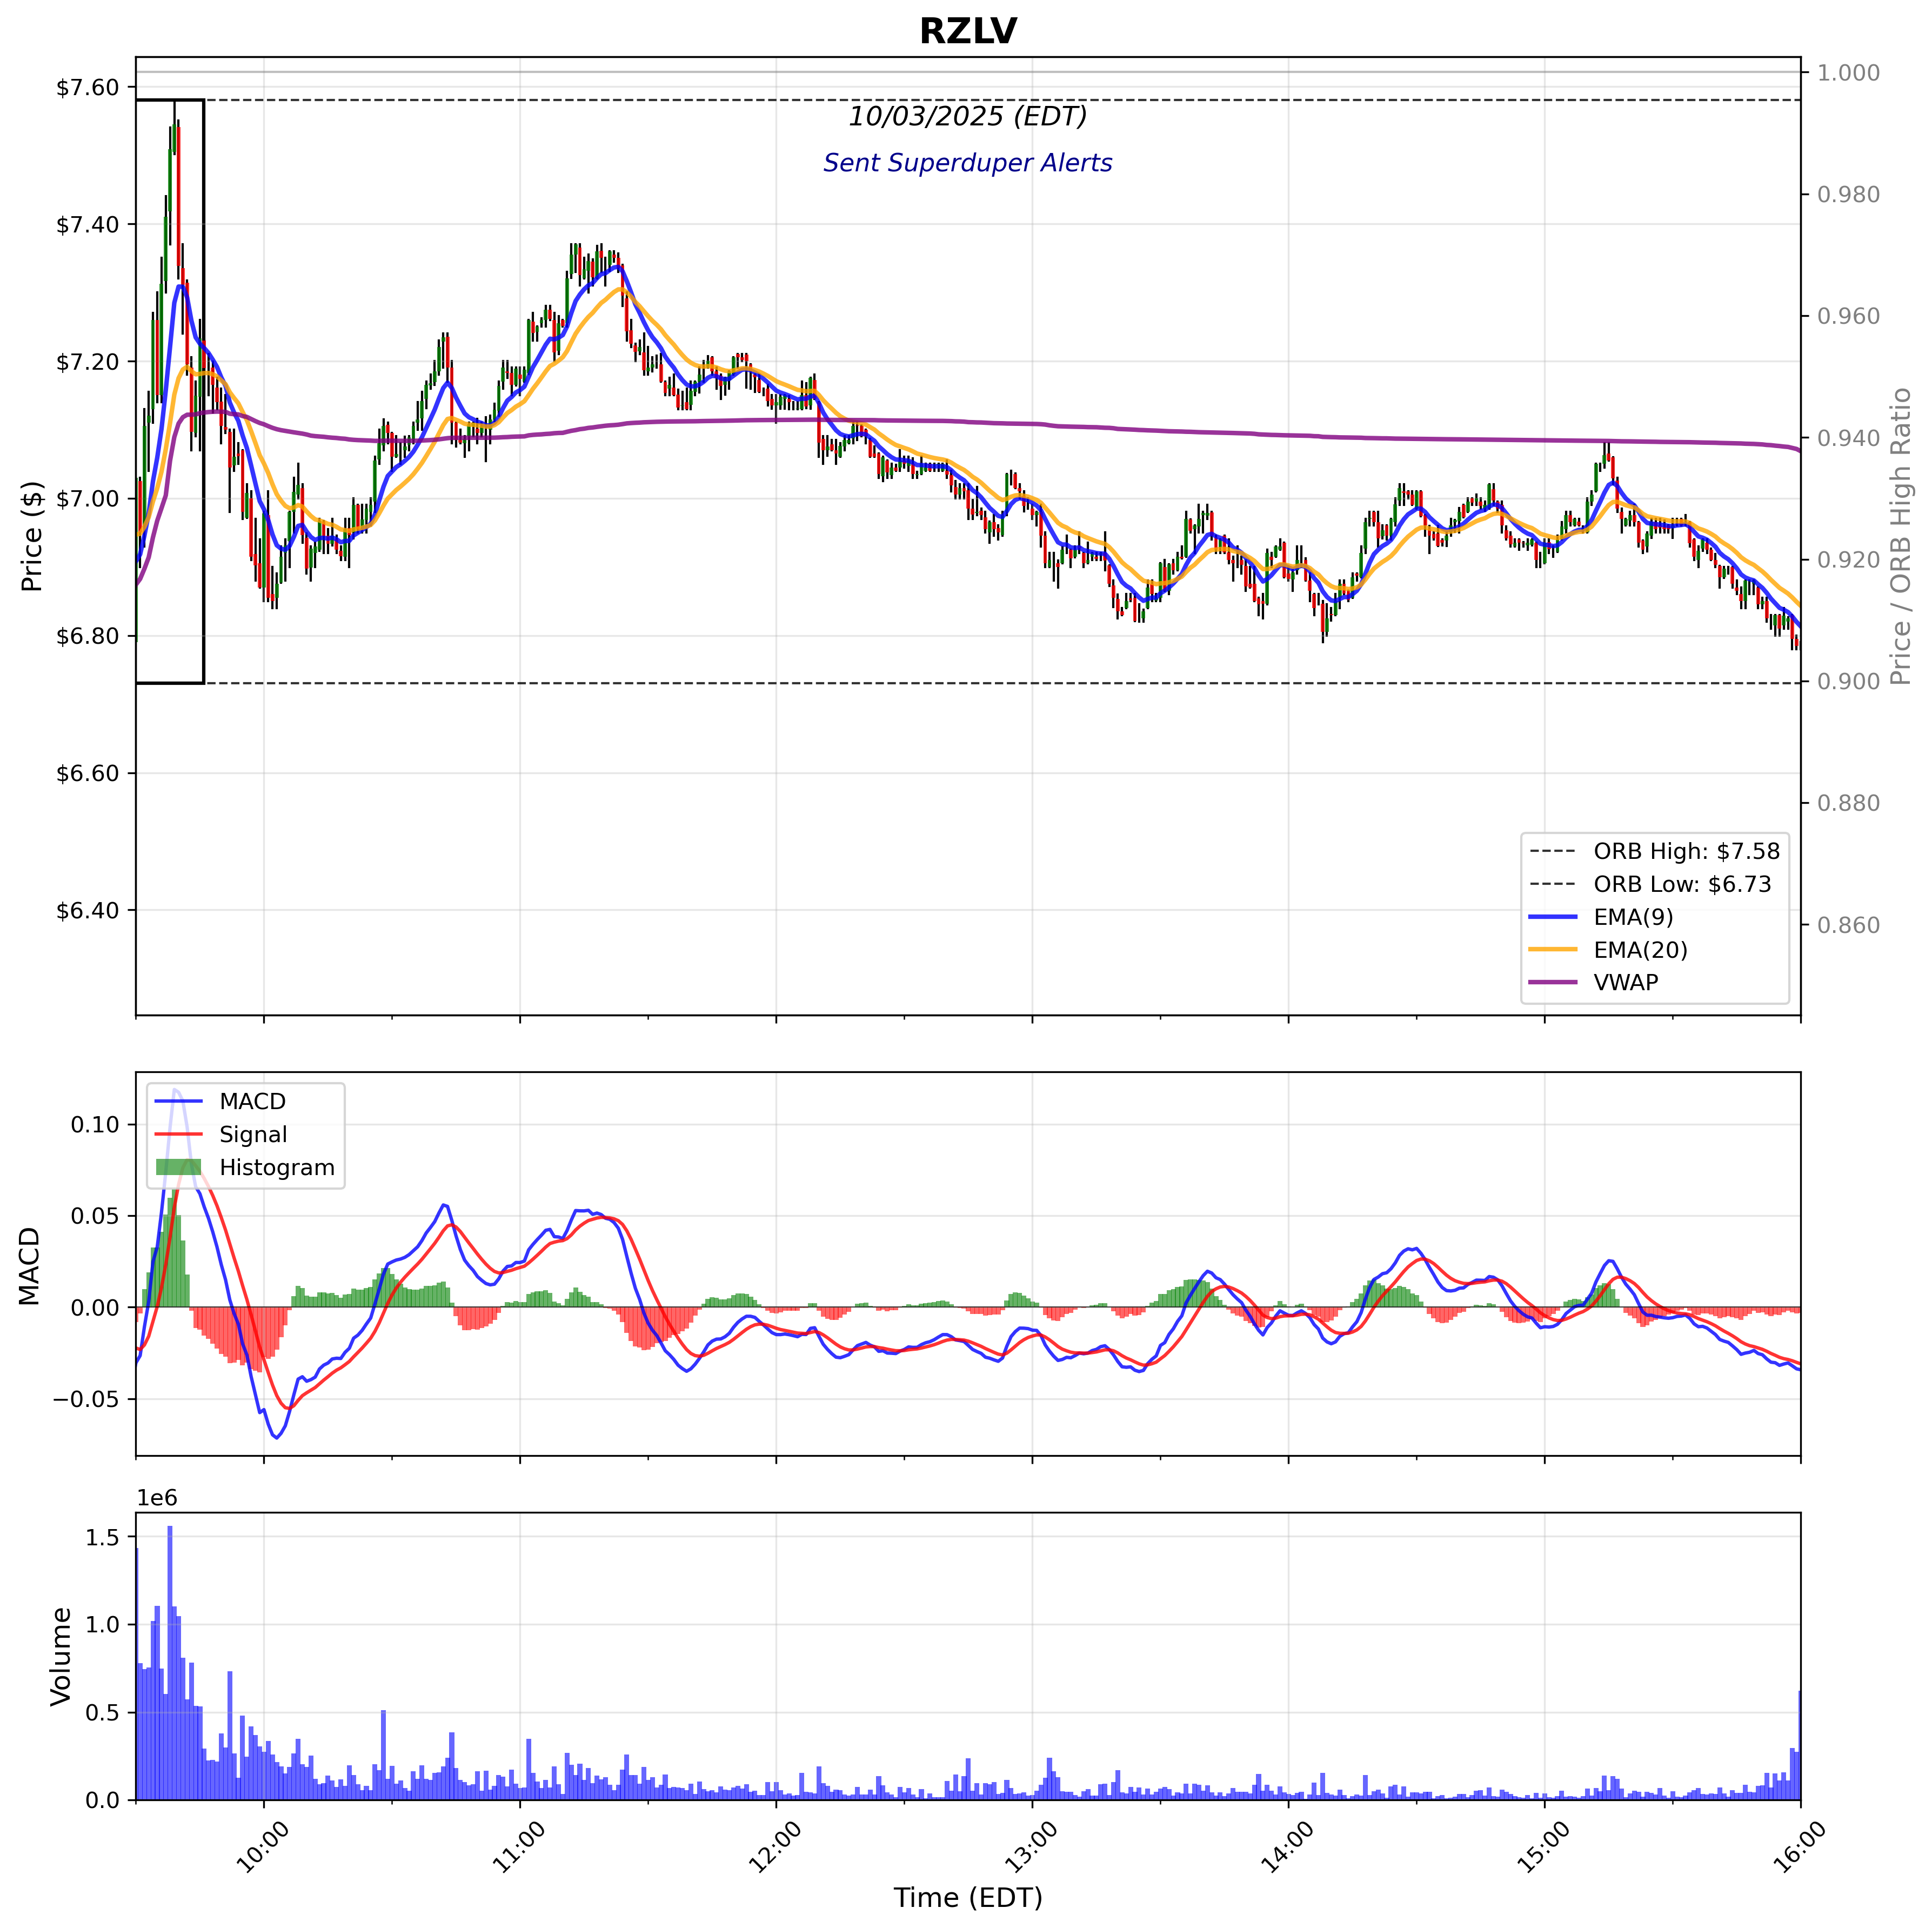 RZLV
10/03/2025 (EDT)
Sent Superduper Alerts
Price ($)
$7.60
$7.40
$7.20
$7.00
$6.80
$6.60
$6.40
1.000
0.980
0.960
0.940
0.920
0.900
0.880
0.860
Price / ORB High Ratio
ORB High: $7.58
ORB Low: $6.73
EMA(9)
EMA(20)
VWAP
MACD
0.10
0.05
0.00
−0.05
MACD
Signal
Histogram
1e6
Volume
1.5
1.0
0.5
0.0
10:00
11:00
12:00
13:00
14:00
15:00
16:00
Time (EDT)